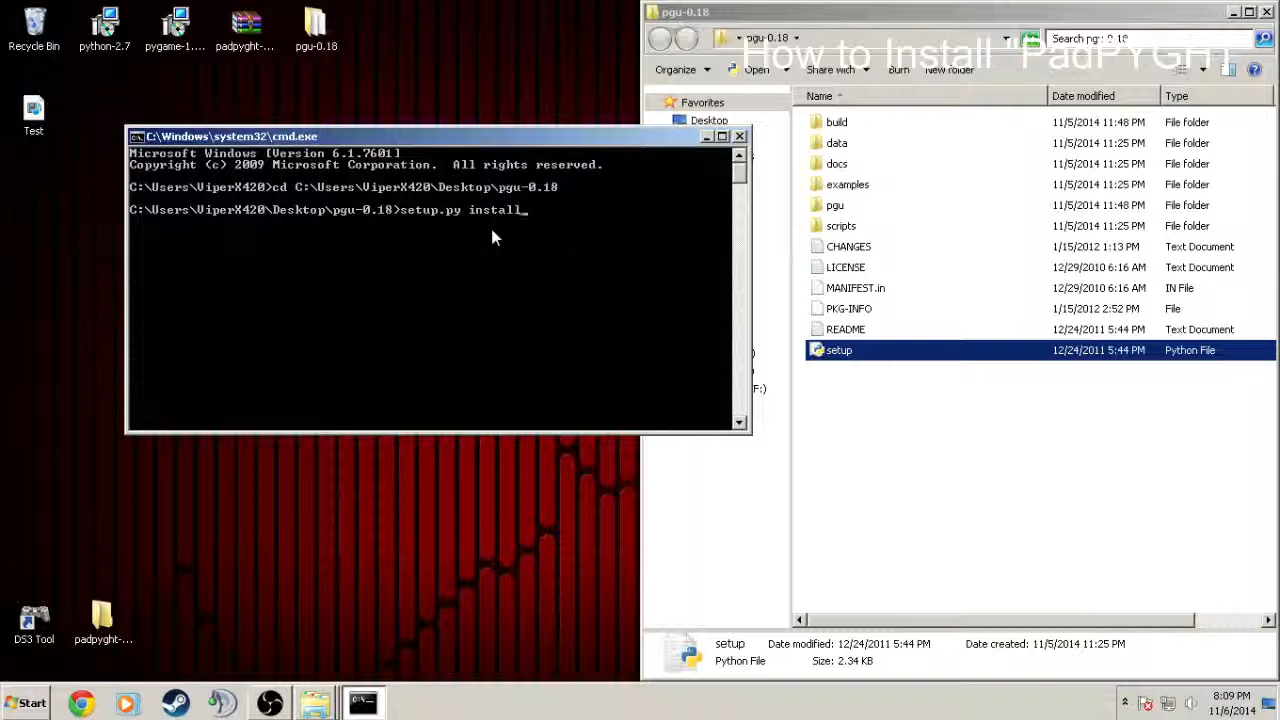 cycle Bin
python-2.7
pygame-1....
padpyght-...
pgu-0.18
Test
DS3 Tool
padpyght-...
C:\Windows\system32\cmd.exe
Microsoft Windows [Version 6.1.7601]
Copyright (c) 2009 Microsoft Corporation.  All rights reserved.
C:\Users\ViperX420>cd C:\Users\ViperX420\Desktop\pgu-0.18
C:\Users\ViperX420\Desktop\pgu-0.18>setup.py install_
pgu-0.18
pgu-0.18
Search pgu-0.18
How to Install "PadPYGHT
Organize
Open
Share with
Burn
New folder
Favorites
Desktop
F:)
Name
Date modified
Type
build 11/5/2014 11:48 PM File folder
data 11/5/2014 11:48 PM File folder
docs 11/5/2014 11:25 PM File folder
examples 11/5/2014 11:25 PM File folder
pgu 11/5/2014 11:25 PM File folder
scripts 11/5/2014 11:25 PM File folder
CHANGES 1/15/2012 1:13 PM Text Document
LICENSE 12/29/2010 6:16 AM Text Document
MANIFEST.in 12/29/2010 6:16 AM IN File
PKG-INFO 1/15/2012 2:52 PM File
README 12/24/2011 5:44 PM Text Document
setup 12/24/2011 5:44 PM Python File
setup Date modified: 12/24/2011 5:44 PM Date created: 11/5/2014 11:25 PM
Python File Size: 2.34 KB
Start
C:\.
8:09 PM
11/6/2014